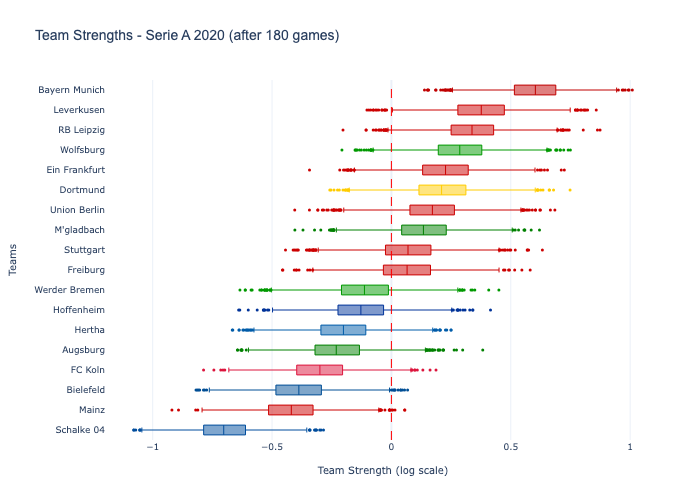 Team Strengths - Serie A 2020 (after 180 games)
Bayern Munich
Leverkusen
RB Leipzig
Wolfsburg
Ein Frankfurt
Dortmund
Union Berlin
M'gladbach
Stuttgart
Freiburg
Werder Bremen
Hoffenheim
Hertha
Augsburg
FC Koln
Bielefeld
Mainz
Schalke 04
Teams
−1
−0.5
0
0.5
1
Team Strength (log scale)